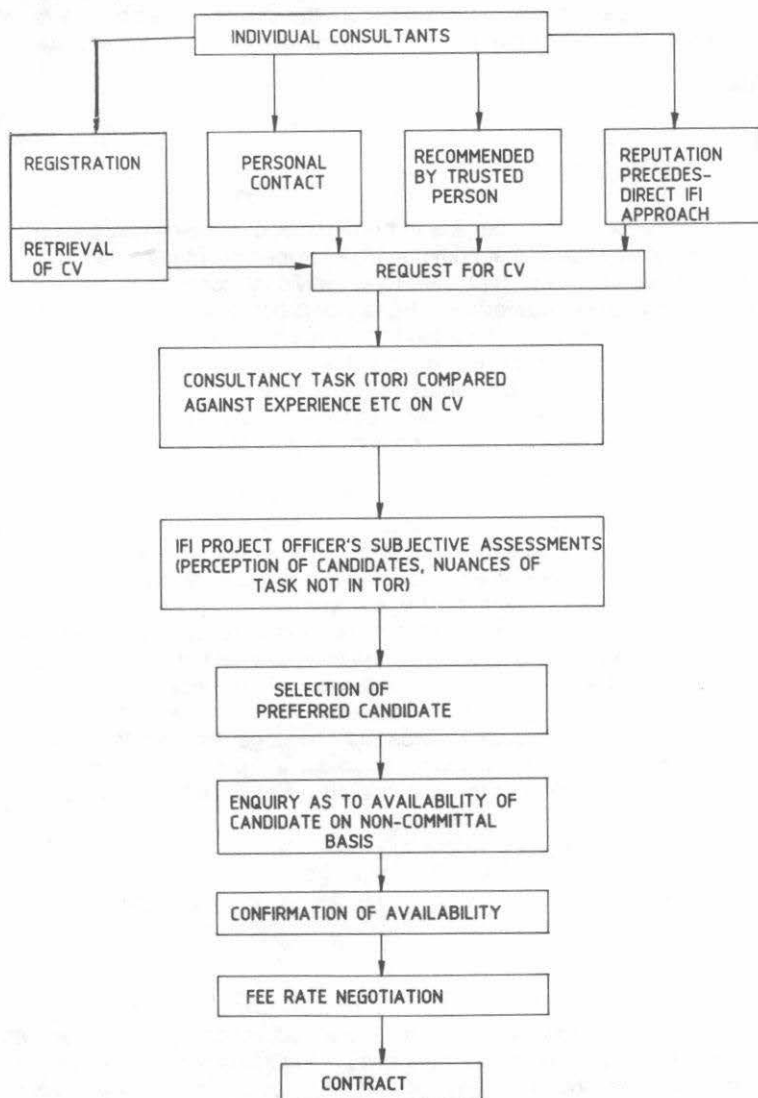 INDIVIDUAL CONSULTANTS
REGISTRATION
PERSONAL
CONTACT
RECOMMENDED
BY TRUSTED
PERSON
REPUTATION
PRECEDES-
DIRECT IFI
APPROACH
RETRIEVAL
OF CV
REQUEST FOR CV
CONSULTANCY TASK (TOR) COMPARED
AGAINST EXPERIENCE ETC ON CV
IFI PROJECT OFFICER'S SUBJECTIVE ASSESSMENTS
(PERCEPTION OF CANDIDATES, NUANCES OF
TASK NOT IN TOR)
SELECTION OF
PREFERRED CANDIDATE
ENQUIRY AS TO AVAILABILITY OF
CANDIDATE ON NON-COMMITTAL
BASIS
CONFIRMATION OF AVAILABILITY
FEE RATE NEGOTIATION
CONTRACT